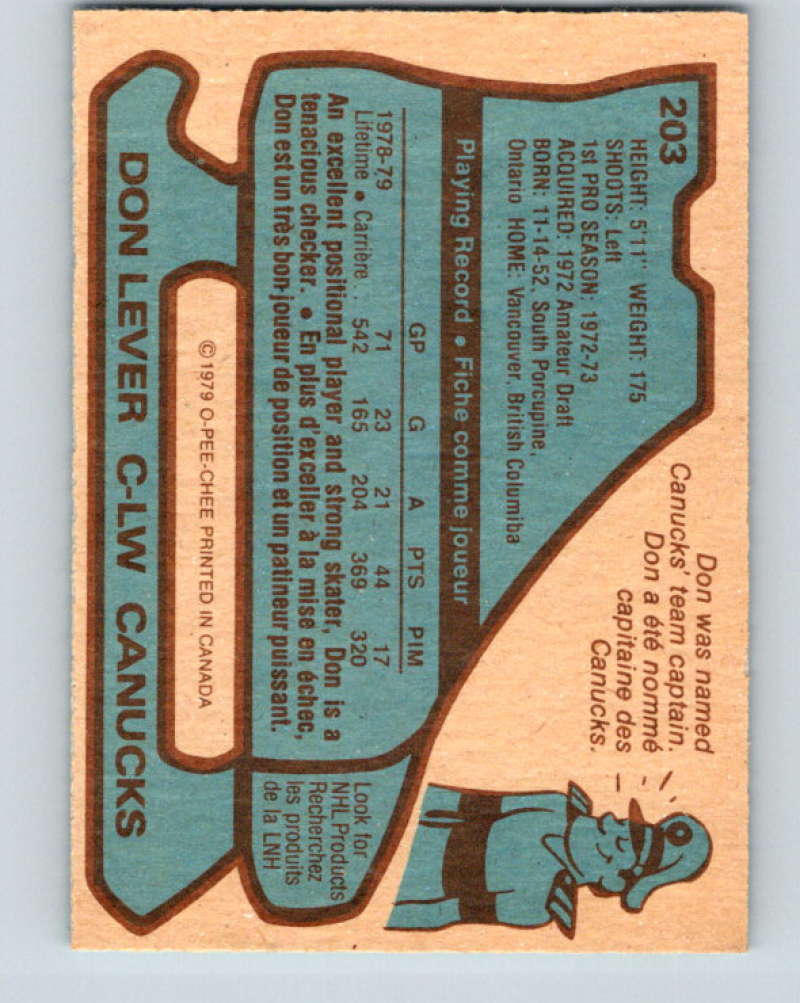 203
HEIGHT: 5'11" WEIGHT: 175
SHOOTS: Left
1st PRO SEASON: 1972-73
ACQUIRED: 1972 Amateur Draft
BORN: 11-14-52, South Porcupine,
Ontario HOME: Vancouver, British Columiba
Don was named
Canucks' team captain.
Don a été nommé
capitaine des
Canucks.
Playing Record • Fiche comme joueur
GP G A PTS PIM
1978-79 71 23 21 44 17
Lifetime • Carrière . . 542 165 204 369 320
An excellent positional player and strong skater, Don is a
tenacious checker. • En plus d'exceller à la mise en échec,
Don est un très bon joueur de position et un patineur puissant.
Look for
NHL Products
Recherchez
les produits
de la LNH
© 1979 O-PEE-CHEE PRINTED IN CANADA
DON LEVER C-LW CANUCKS